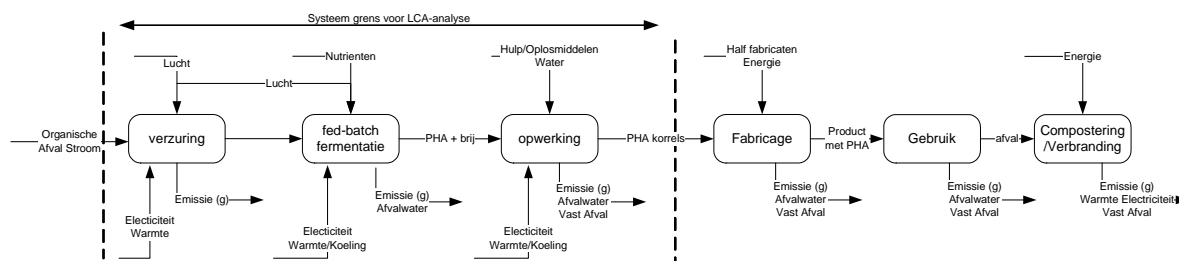 Systeem grens voor LCA-analyse
Lucht
Nutrienten
Hulp/Oplosmiddelen
Water
Half fabricaten
Energie
Energie
Lucht
Organische
Afval Stroom
verzuring
fed-batch
fermentatie
PHA + brij
opwerking
PHA korrels
Fabricage
Product
met PHA
Gebruik
afval
Compostering
/Verbranding
Emissie (g)
Emissie (g)
Afvalwater
Emissie (g)
Afvalwater
Vast Afval
Emissie (g)
Afvalwater
Vast Afval
Emissie (g)
Afvalwater
Vast Afval
Emissie (g)
Warmte Electriciteit
Vast Afval
Electiciteit
Warmte
Electiciteit
Warmte/Koeling
Electiciteit
Warmte/Koeling